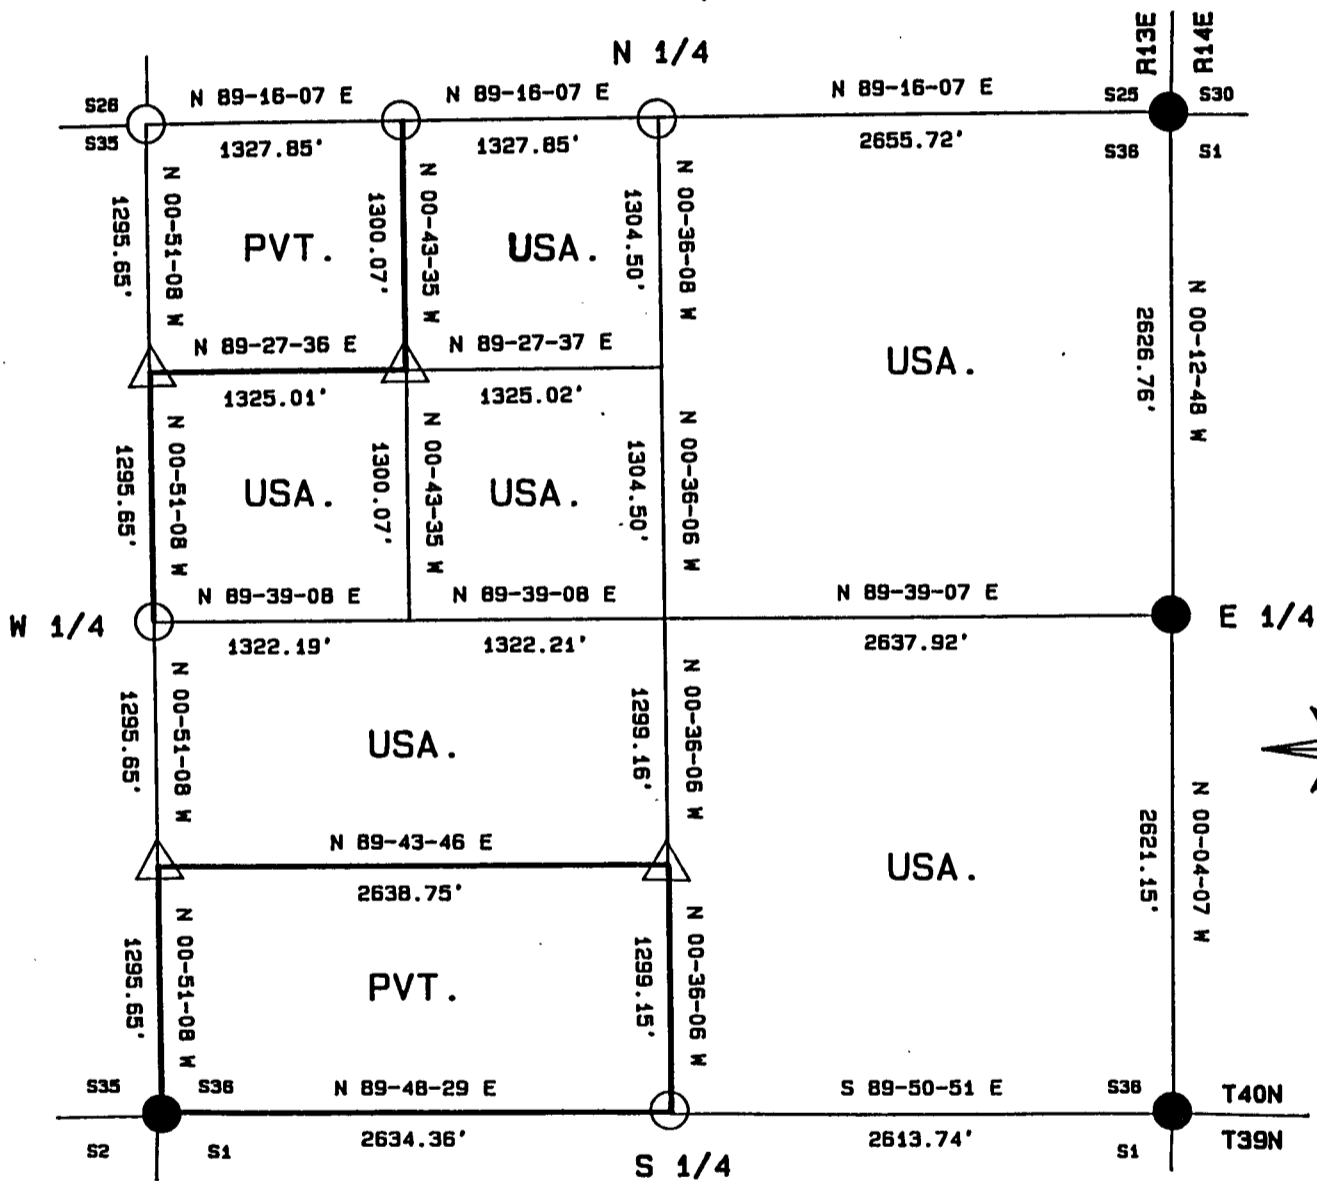 N 1/4
R13E
R14E
N 89-16-07 E
N 89-16-07 E
N 89-16-07 E
S26
S25
S30
S35
1327.85'
1327.85'
2655.72'
S36
S1
1295.65'
N 00-51-08 W
PVT.
1300.07'
N 00-43-35 W
USA.
1304.50'
N 00-36-08 W
USA.
2626.76'
N 00-12-48 W
N 89-27-36 E
N 89-27-37 E
1325.01'
1325.02'
1295.65'
N 00-51-08 W
USA.
1300.07'
N 00-43-35 W
USA.
1304.50'
N 00-36-06 W
N 89-39-08 E
N 89-39-08 E
N 89-39-07 E
W 1/4
E 1/4
1322.19'
1322.21'
2637.92'
1295.65'
N 00-51-08 W
USA.
1299.16'
N 00-36-06 W
N 89-43-46 E
2638.75'
USA.
2621.15'
N 00-04-07 W
1295.65'
N 00-51-08 W
PVT.
1299.15'
N 00-36-06 W
S35
S36
N 89-48-29 E
S 89-50-51 E
S36
T40N
S2
S1
2634.36'
2613.74'
S1
T39N
S 1/4